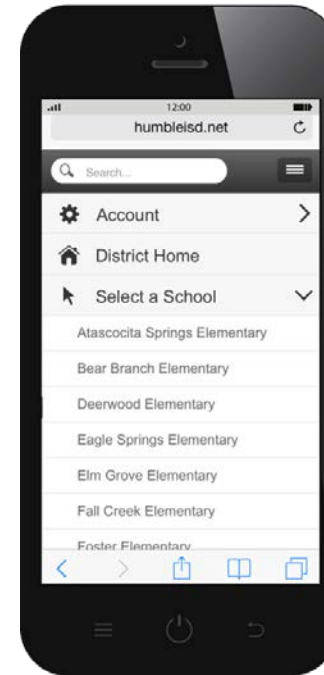 12:00
humbleisd.net
Search...
Account
District Home
Select a School
Atascocita Springs Elementary
Bear Branch Elementary
Deerwood Elementary
Eagle Springs Elementary
Elm Grove Elementary
Fall Creek Elementary
Foster Elementary